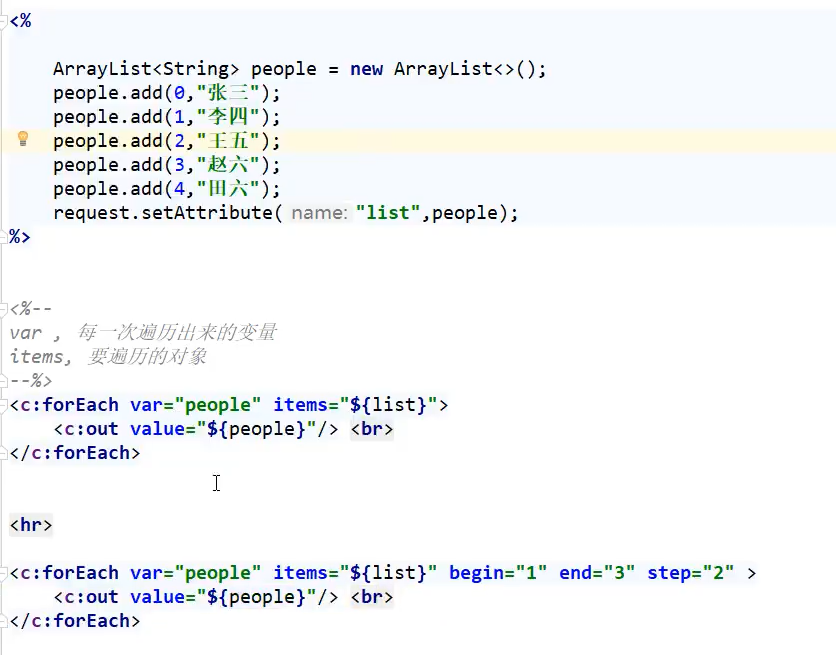 <%
ArrayList<String> people = new ArrayList<>();
people.add(0,"张三");
people.add(1,"李四");
people.add(2,"王五");
people.add(3,"赵六");
people.add(4,"田六");
request.setAttribute( name: "list",people);
%>
<%--
var , 每一次遍历出来的变量
items, 要遍历的对象
--%>
<c:forEach var="people" items="${list}">
<c:out value="${people}"/> <br>
</c:forEach>
<hr>
<c:forEach var="people" items="${list}" begin="1" end="3" step="2" >
<c:out value="${people}"/> <br>
</c:forEach>